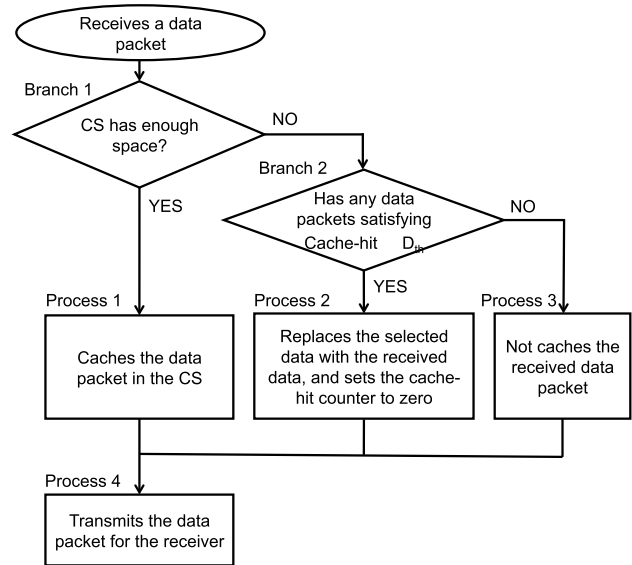 Receives a data
packet
Branch 1
CS has enough
space?
NO
YES
Branch 2
Has any data
packets satisfying
Cache-hit D_th
NO
YES
Process 1
Caches the data
packet in the CS
Process 2
Replaces the selected
data with the received
data, and sets the cache-
hit counter to zero
Process 3
Not caches the
received data
packet
Process 4
Transmits the data
packet for the receiver